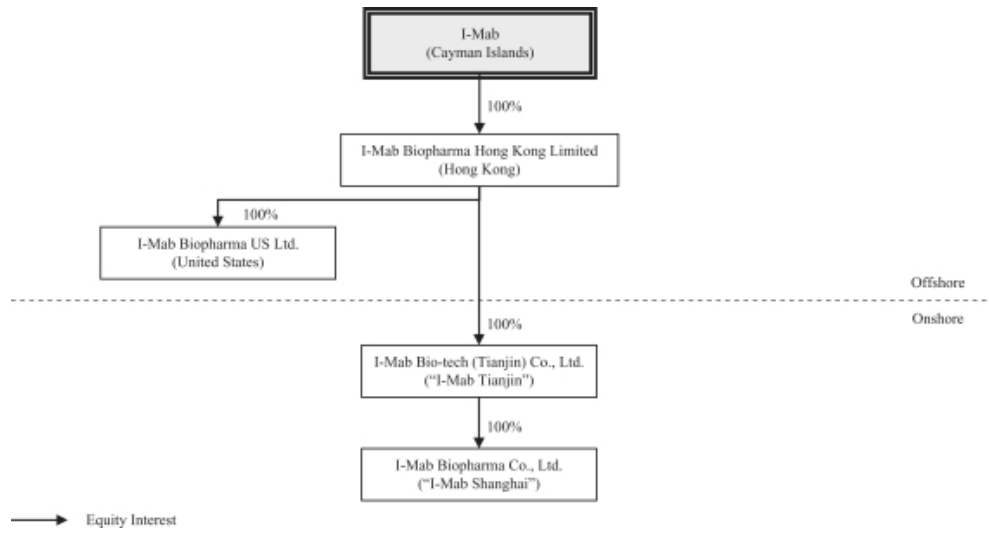 I-Mab
(Cayman Islands)
100%
I-Mab Biopharma Hong Kong Limited
(Hong Kong)
100%
I-Mab Biopharma US Ltd.
(United States)
Offshore
Onshore
100%
I-Mab Bio-tech (Tianjin) Co., Ltd.
(“I-Mab Tianjin”)
100%
I-Mab Biopharma Co., Ltd.
(“I-Mab Shanghai”)
Equity Interest